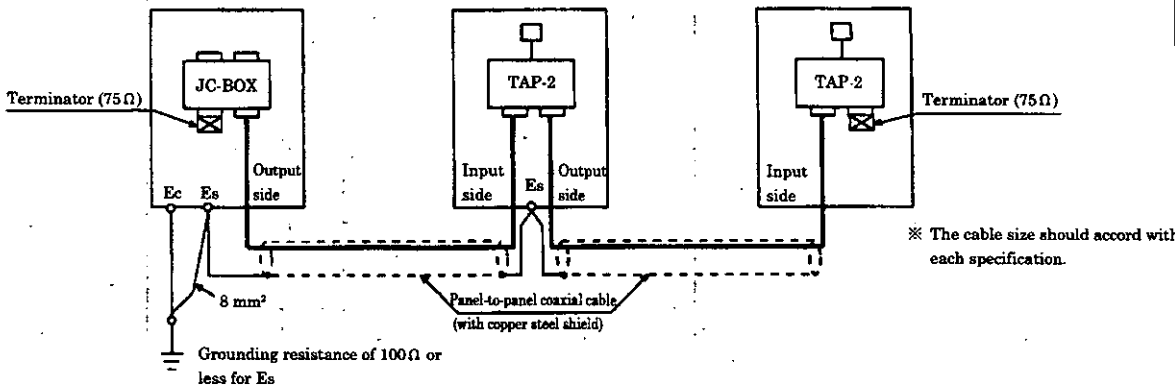 JC-BOX
TAP-2
TAP-2
Terminator (75Ω)
Terminator (75Ω)
Output
side
Input
side
Output
side
Input
side
Ec
Es
Es
※ The cable size should accord with
each specification.
8 mm²
Panel-to-panel coaxial cable
(with copper steel shield)
Grounding resistance of 100Ω or
less for Es